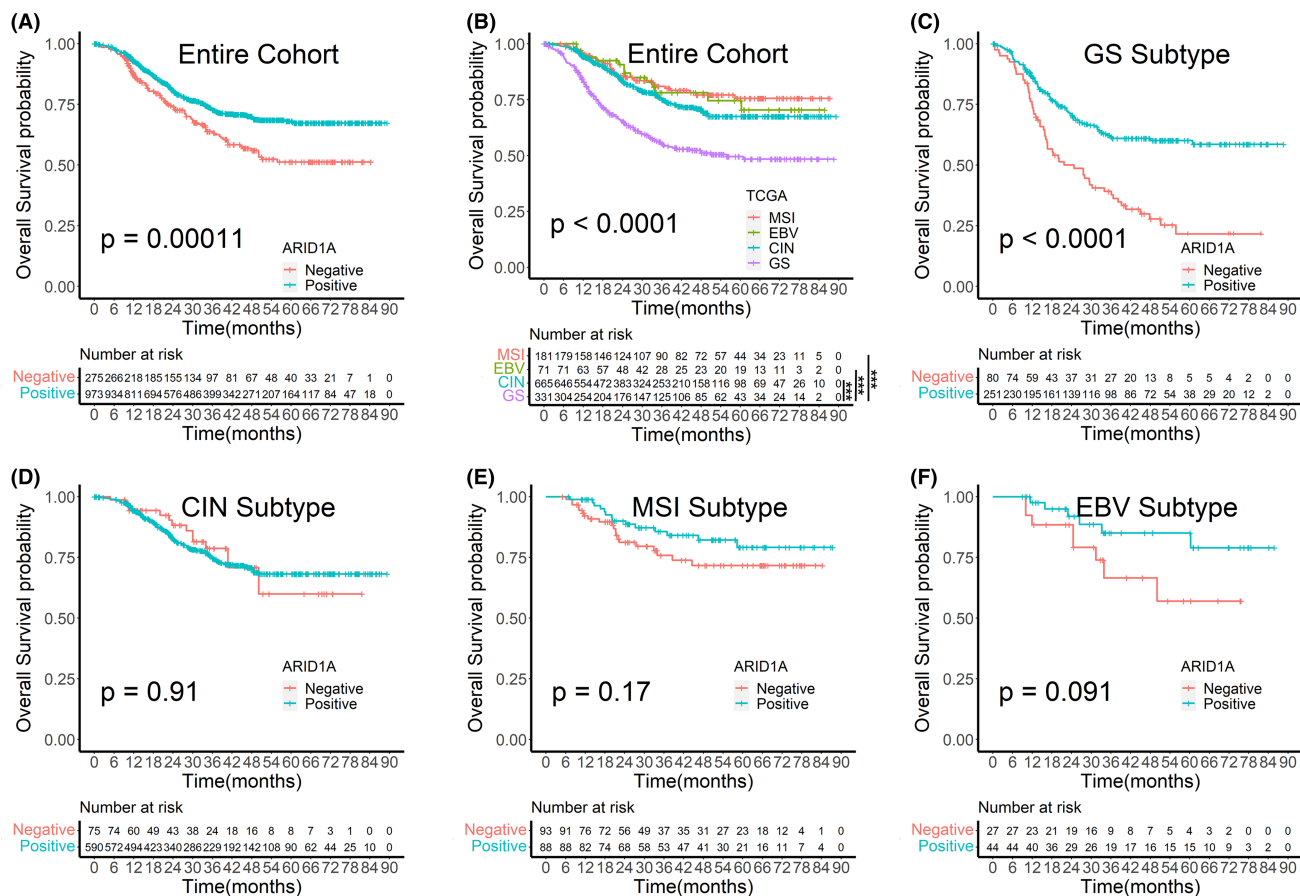 (A)
Entire Cohort
Overall Survival probability
1.00
0.75
0.50
0.25
0.00
p = 0.00011
ARID1A
Negative
Positive
0 6 12 18 24 30 36 42 48 54 60 66 72 78 84 90
Time(months)
Number at risk
Negative 275 266 218 185 155 134 97 81 67 48 40 33 21 7 1 0
Positive 973 934 811 694 576 486 399 342 271 207 164 117 84 47 18 0
0 6 12 18 24 30 36 42 48 54 60 66 72 78 84 90
Time(months)
(B)
Entire Cohort
Overall Survival probability
1.00
0.75
0.50
0.25
0.00
p < 0.0001
TCGA
MSI
EBV
CIN
GS
0 6 12 18 24 30 36 42 48 54 60 66 72 78 84 90
Time(months)
Number at risk
MSI 181 179 158 146 124 107 90 82 72 57 44 34 23 11 5 0
EBV 71 71 63 57 48 42 28 25 23 20 19 13 11 3 2 0
CIN 665 646 554 472 383 324 253 210 158 116 98 69 47 26 10 0
GS 331 304 254 204 176 147 125 106 85 62 43 34 24 14 2 0
*** *** ***
0 6 12 18 24 30 36 42 48 54 60 66 72 78 84 90
Time(months)
(C)
GS Subtype
Overall Survival probability
1.00
0.75
0.50
0.25
0.00
p < 0.0001
ARID1A
Negative
Positive
0 6 12 18 24 30 36 42 48 54 60 66 72 78 84 90
Time(months)
Number at risk
Negative 80 74 59 43 37 31 27 20 13 8 5 5 4 2 0 0
Positive 251 230 195 161 139 116 98 86 72 54 38 29 20 12 2 0
0 6 12 18 24 30 36 42 48 54 60 66 72 78 84 90
Time(months)
(D)
CIN Subtype
Overall Survival probability
1.00
0.75
0.50
0.25
0.00
p = 0.91
ARID1A
Negative
Positive
0 6 12 18 24 30 36 42 48 54 60 66 72 78 84 90
Time(months)
Number at risk
Negative 75 74 60 49 43 38 24 18 16 8 8 7 3 1 0 0
Positive 590 572 494 423 340 286 229 192 142 108 90 62 44 25 10 0
0 6 12 18 24 30 36 42 48 54 60 66 72 78 84 90
Time(months)
(E)
MSI Subtype
Overall Survival probability
1.00
0.75
0.50
0.25
0.00
p = 0.17
ARID1A
Negative
Positive
0 6 12 18 24 30 36 42 48 54 60 66 72 78 84 90
Time(months)
Number at risk
Negative 93 91 76 72 56 49 37 35 31 27 23 18 12 4 1 0
Positive 88 88 82 74 68 58 53 47 41 30 21 16 11 7 4 0
0 6 12 18 24 30 36 42 48 54 60 66 72 78 84 90
Time(months)
(F)
EBV Subtype
Overall Survival probability
1.00
0.75
0.50
0.25
0.00
p = 0.091
ARID1A
Negative
Positive
0 6 12 18 24 30 36 42 48 54 60 66 72 78 84 90
Time(months)
Number at risk
Negative 27 27 23 21 19 16 9 8 7 5 4 3 2 0 0 0
Positive 44 44 40 36 29 26 19 17 16 15 15 10 9 3 2 0
0 6 12 18 24 30 36 42 48 54 60 66 72 78 84 90
Time(months)